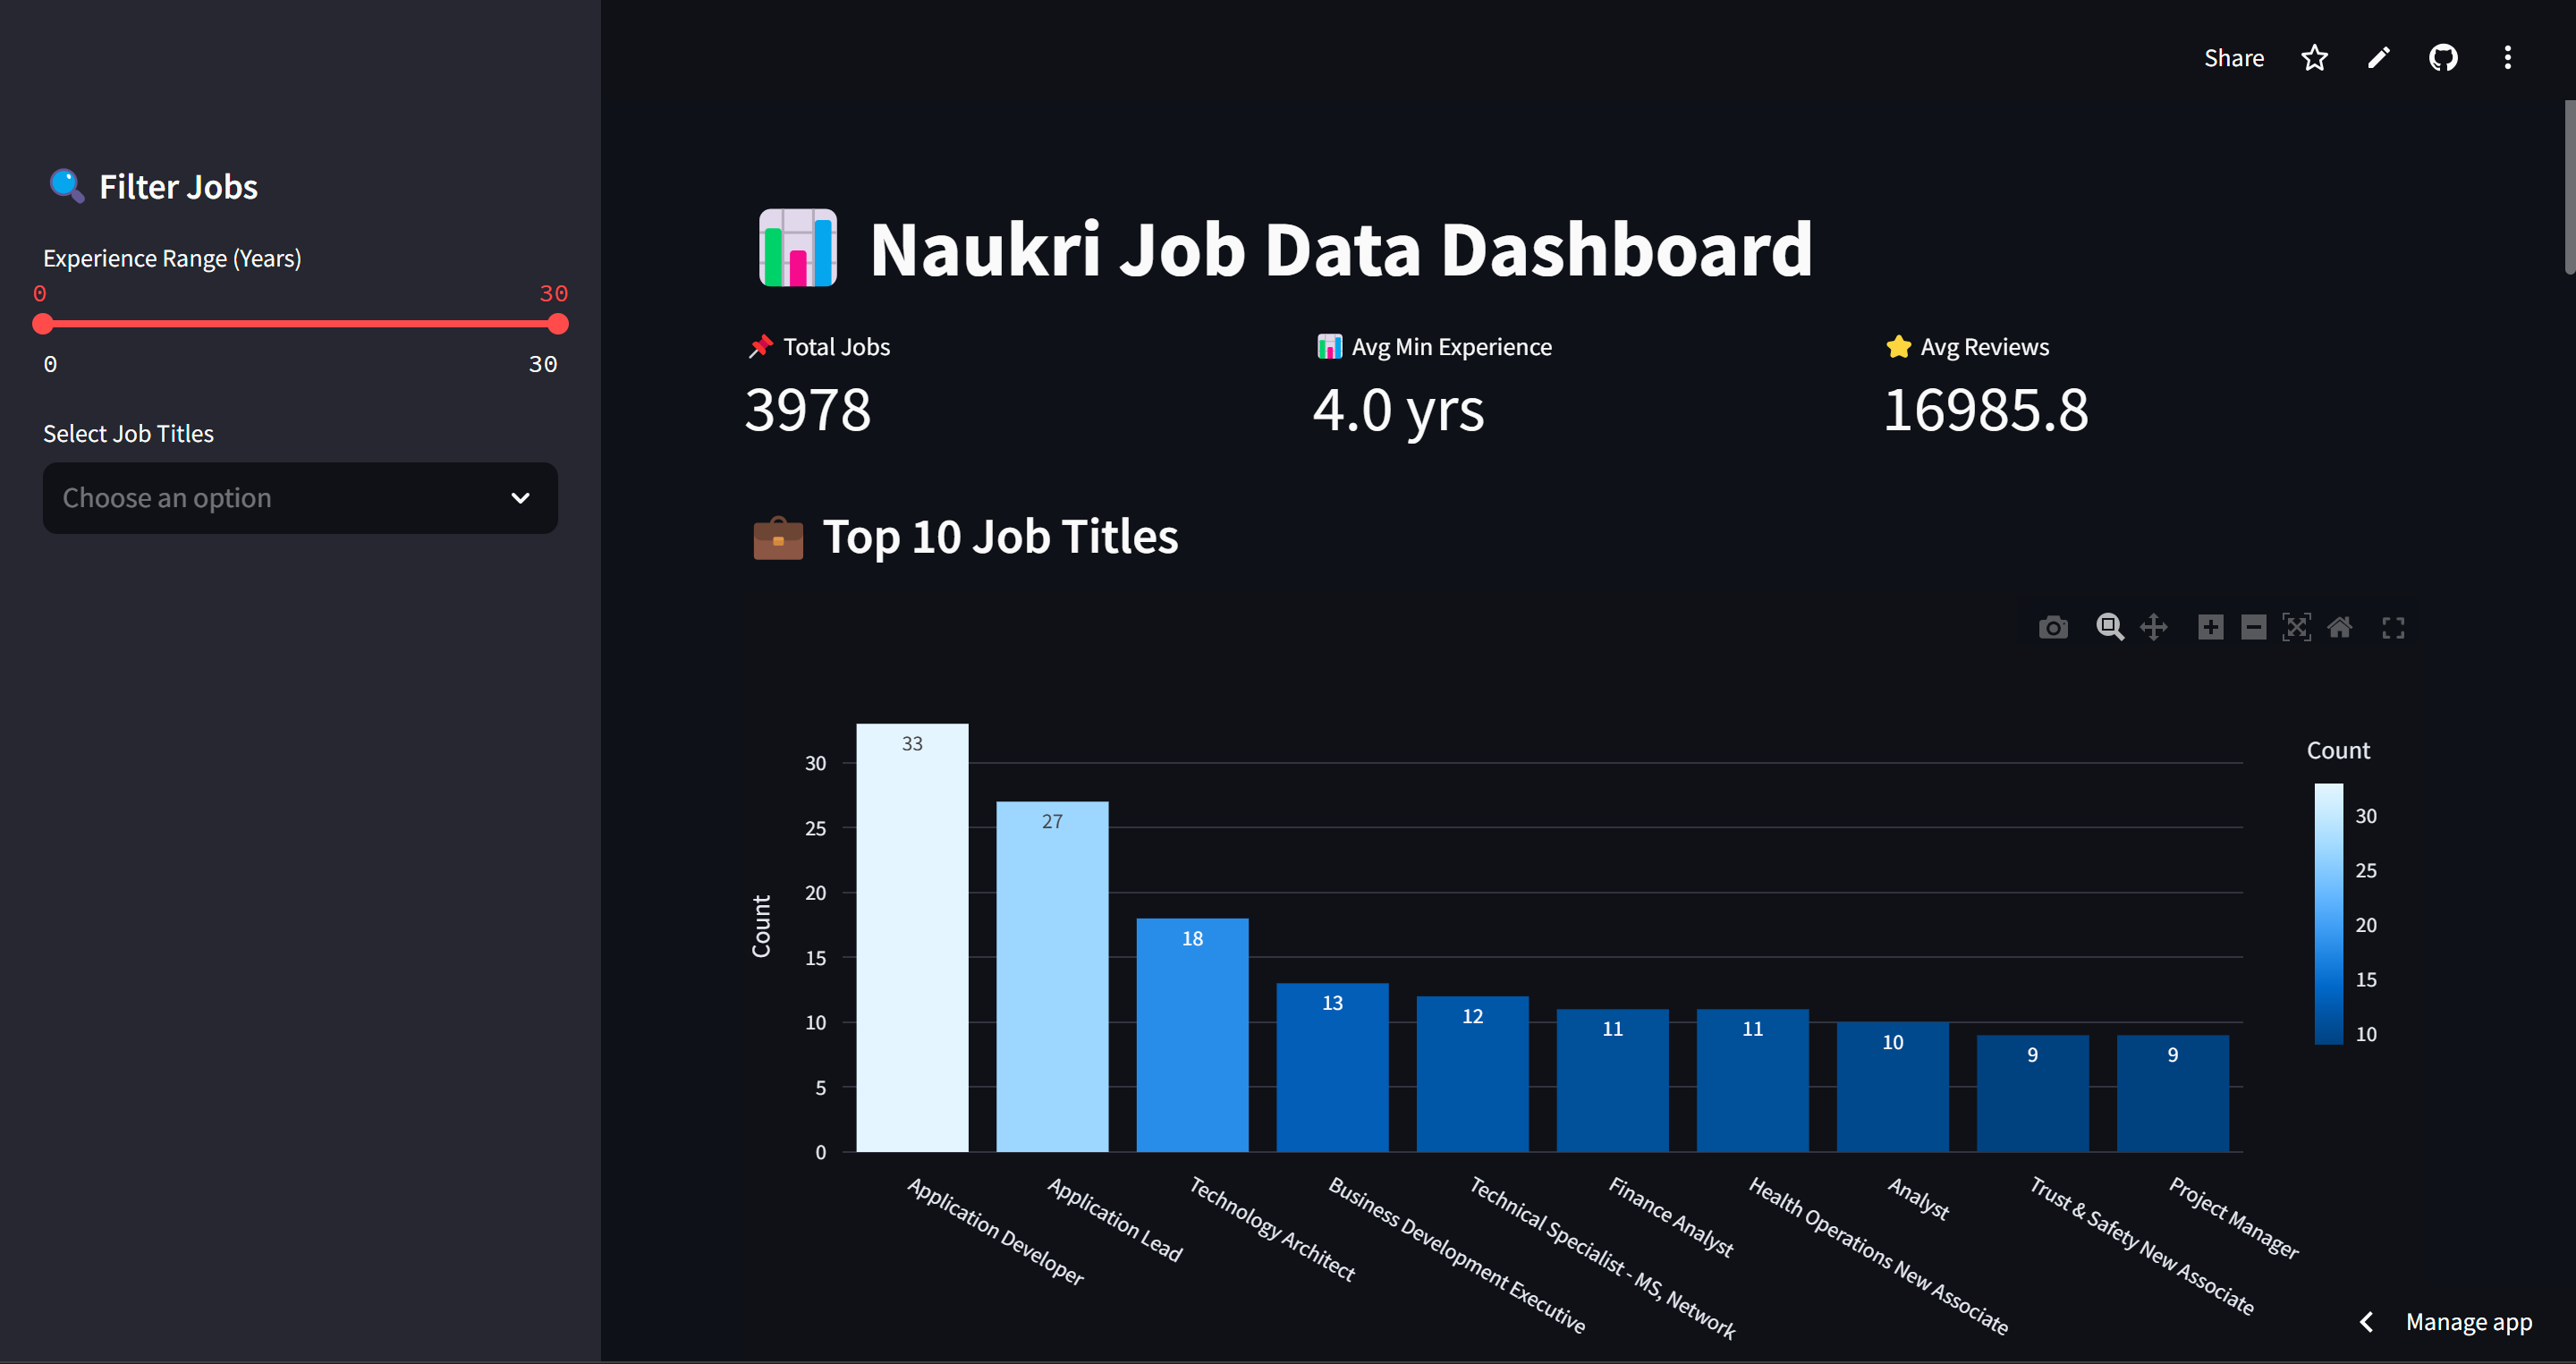 Share
Filter Jobs
Experience Range (Years)
0 30
0 30
Select Job Titles
Choose an option
Naukri Job Data Dashboard
Total Jobs
3978
Avg Min Experience
4.0 yrs
Avg Reviews
16985.8
Top 10 Job Titles
Count
30
25
20
15
10
5
0
33
27
18
13
12
11
11
10
9
9
Application Developer
Application Lead
Technology Architect
Business Development Executive
Technical Specialist - MS, Network
Finance Analyst
Health Operations New Associate
Analyst
Trust & Safety New Associate
Project Manager
Count
30
25
20
15
10
Manage app